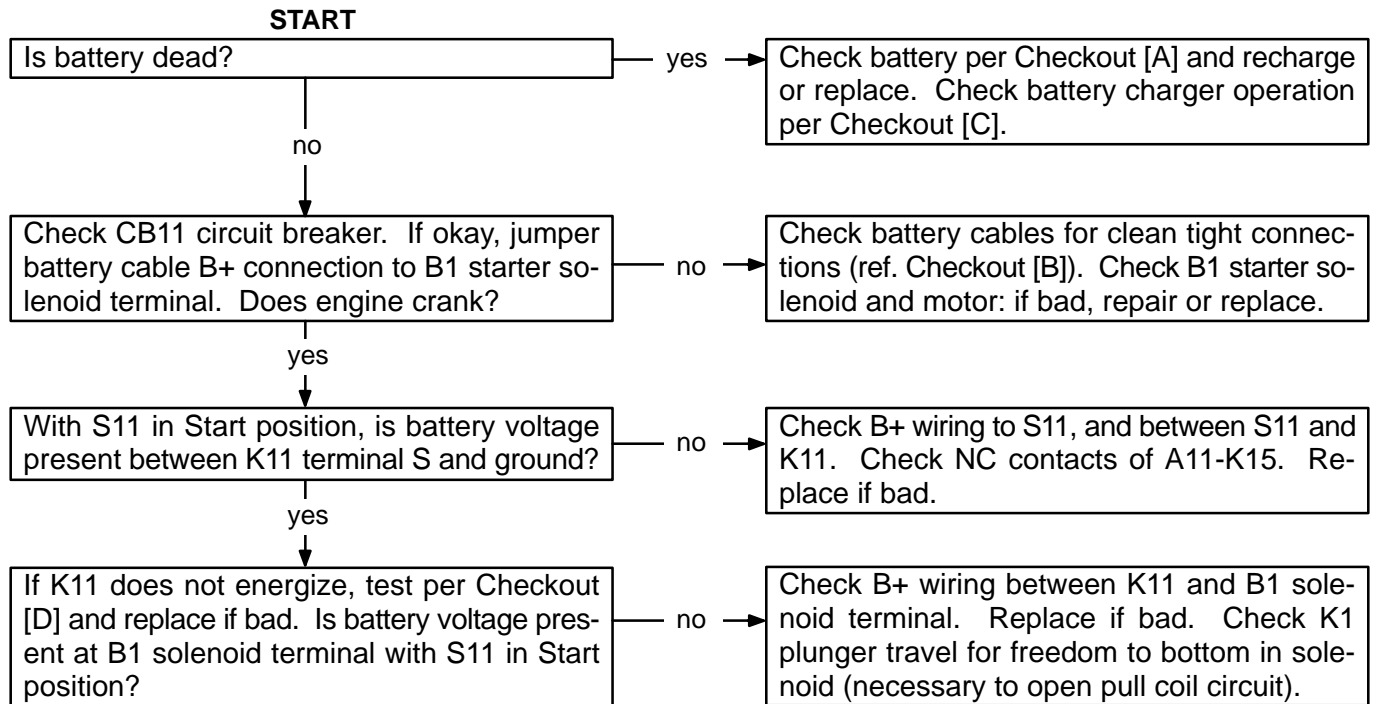 START
Is battery dead?
yes
Check battery per Checkout [A] and recharge
or replace. Check battery charger operation
per Checkout [C].
no
Check CB11 circuit breaker. If okay, jumper
battery cable B+ connection to B1 starter so-
lenoid terminal. Does engine crank?
no
Check battery cables for clean tight connec-
tions (ref. Checkout [B]). Check B1 starter so-
lenoid and motor: if bad, repair or replace.
yes
With S11 in Start position, is battery voltage
present between K11 terminal S and ground?
no
Check B+ wiring to S11, and between S11 and
K11. Check NC contacts of A11-K15. Re-
place if bad.
yes
If K11 does not energize, test per Checkout
[D] and replace if bad. Is battery voltage pres-
ent at B1 solenoid terminal with S11 in Start
position?
no
Check B+ wiring between K11 and B1 sole-
noid terminal. Replace if bad. Check K1
plunger travel for freedom to bottom in sole-
noid (necessary to open pull coil circuit).